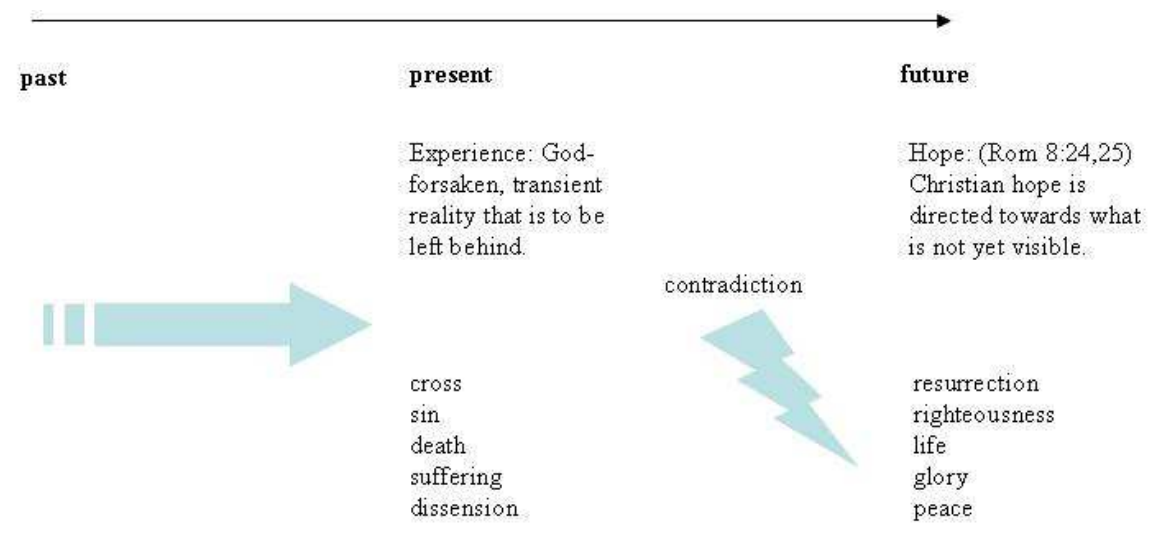 past
present
future
Experience: God-
forsaken, transient
reality that is to be
left behind.
Hope: (Rom 8:24,25)
Christian hope is
directed towards what
is not yet visible.
contradiction
cross
sin
death
suffering
dissension
resurrection
righteousness
life
glory
peace